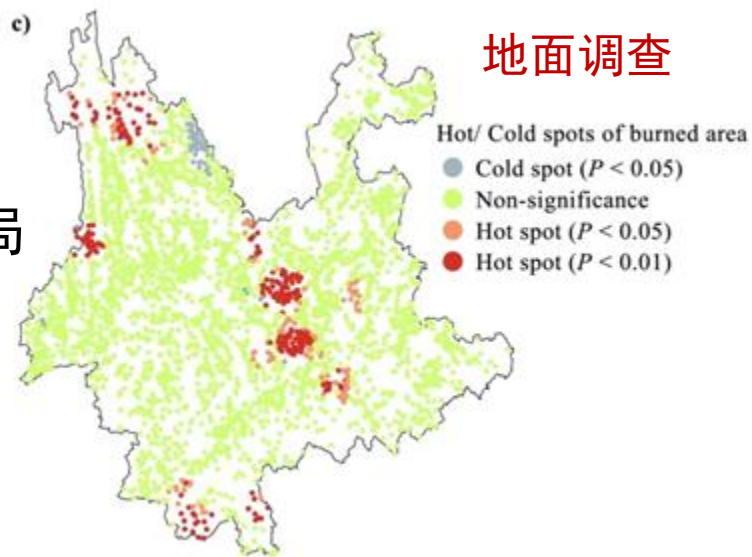 c)
地面调查
Hot/ Cold spots of burned area
Cold spot (P < 0.05)
Non-significance
局
Hot spot (P < 0.05)
Hot spot (P < 0.01)